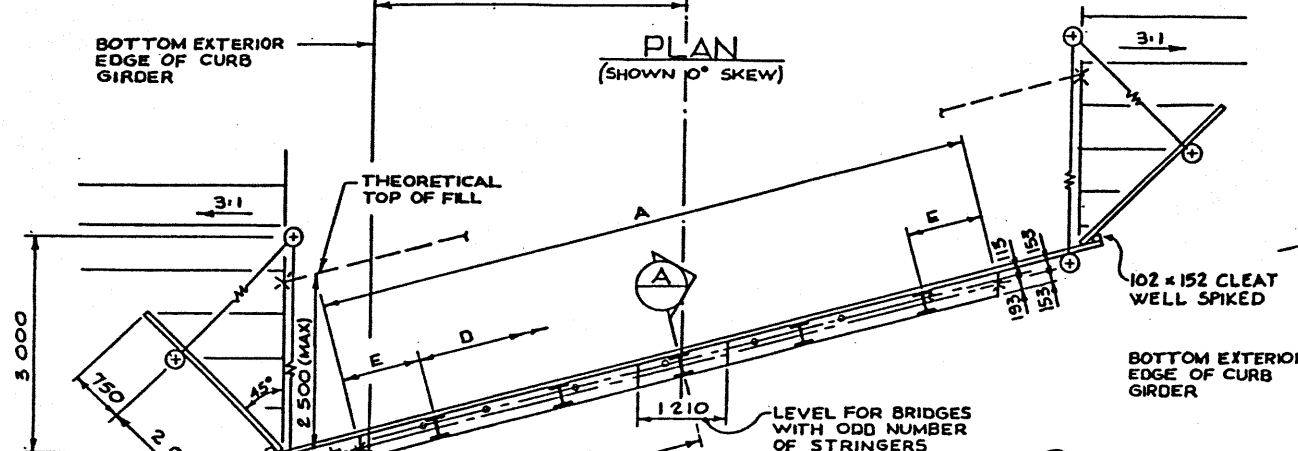 BOTTOM EXTERIOR
EDGE OF CURB
GIRDER
PLAN
(SHOWN 0° SKEW)
3:1
THEORETICAL
TOP OF FILL
3:1
A
E
A
115
153
193
153
102 x 152 CLEAT
WELL SPIKED
3 000
2 500 (MAX)
E
D
750
45°
1 210
BOTTOM EXTERIOR
EDGE OF CURB
GIRDER
LEVEL FOR BRIDGES
WITH ODD NUMBER
OF STRINGERS